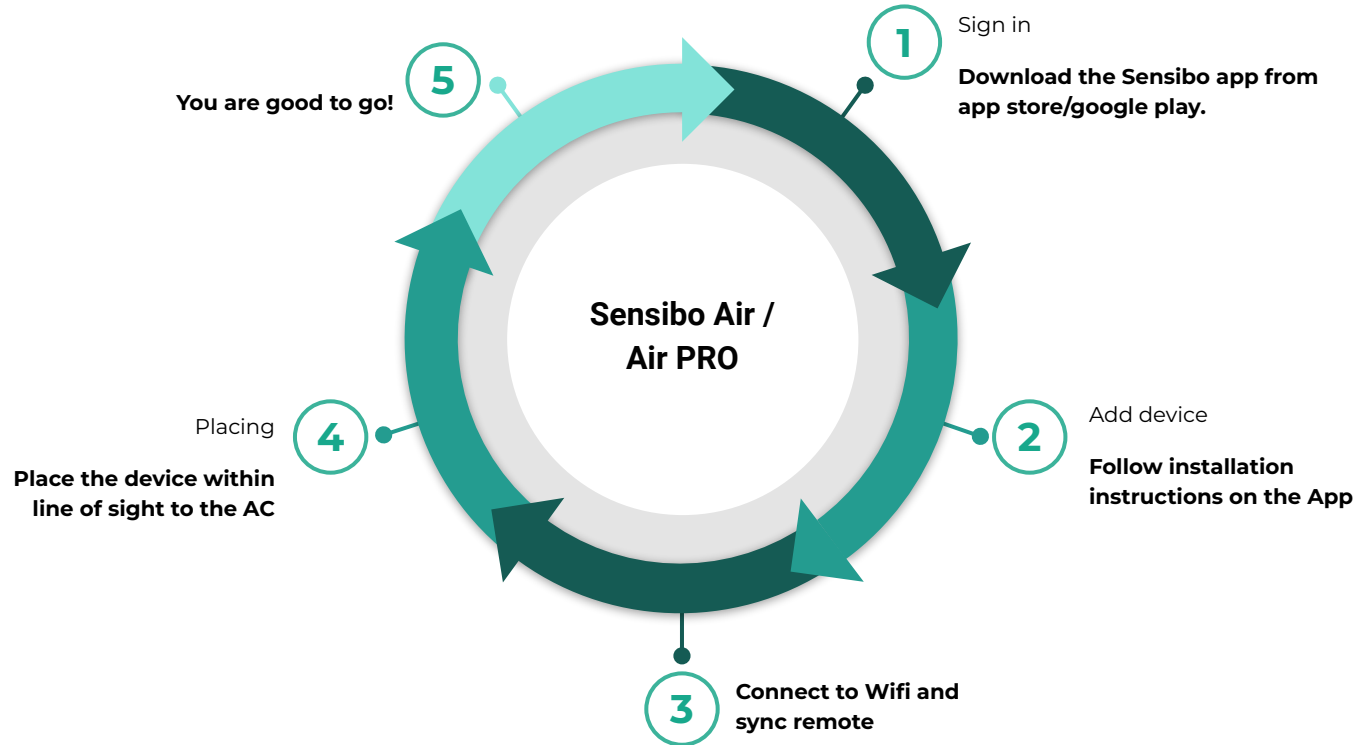 Sensibo Air /
Air PRO
1
Sign in
Download the Sensibo app from
app store/google play.
2
Add device
Follow installation
instructions on the App
3
Connect to Wifi and
sync remote
4
Placing
Place the device within
line of sight to the AC
5
You are good to go!